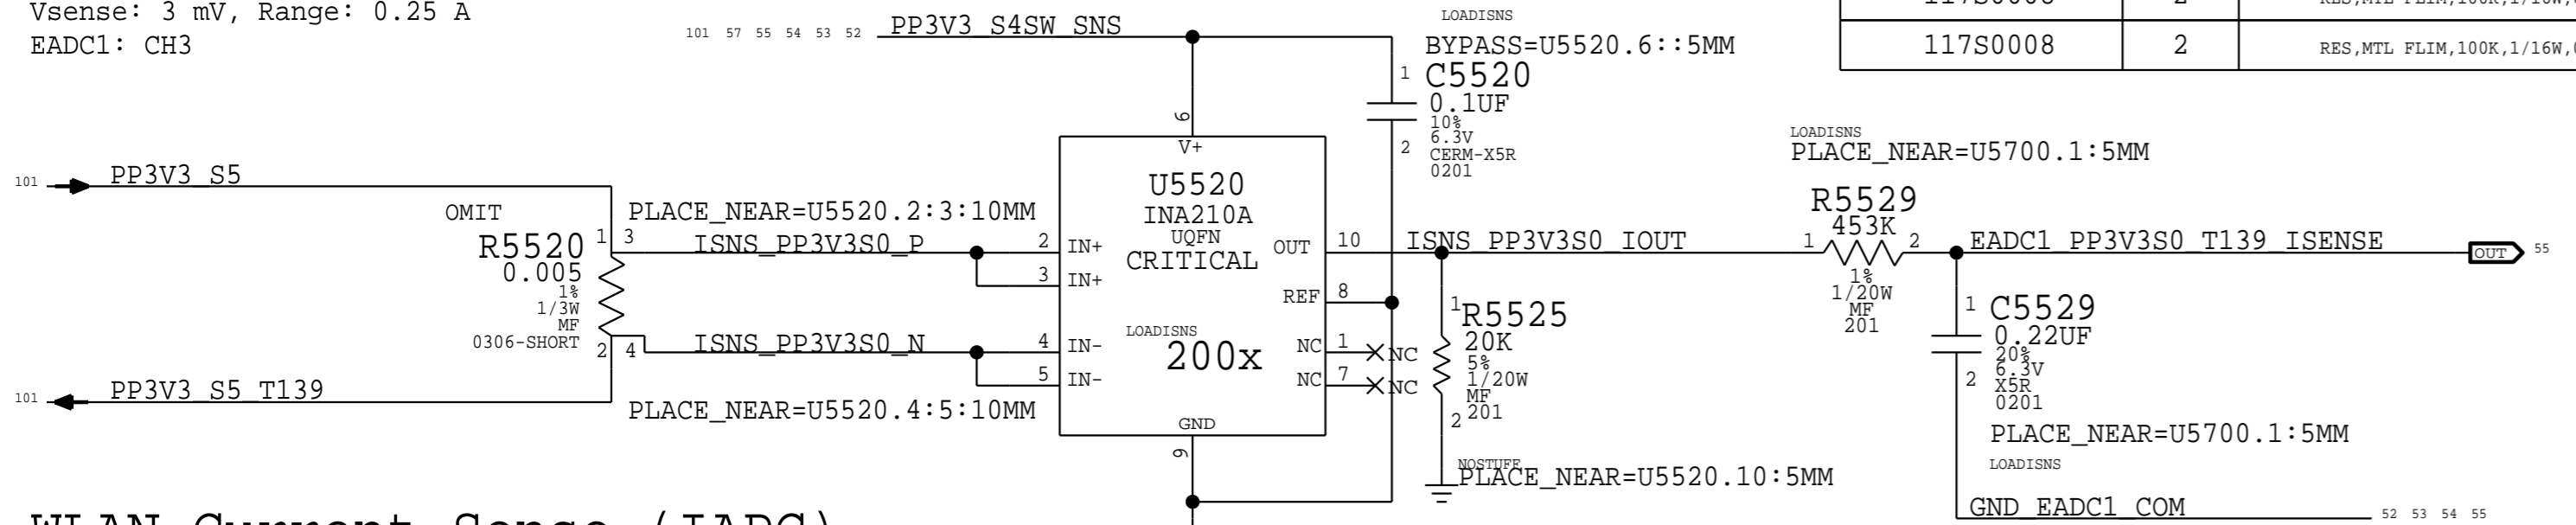 Vsense: 3 mV, Range: 0.25 A
EADC1: CH3
101 57 55 54 53 52 PP3V3_S4SW_SNS
LOADISNS
BYPASS=U5520.6::5MM
1 C5520
0.1UF
10%
6.3V
2 CERM-X5R
0201
117S0008 2 RES,MTL FLIM,100K,1/16W,
6
V+
101 PP3V3_S5
OMIT
PLACE_NEAR=U5520.2:3:10MM
R5520 1 3
0.005
1%
1/3W
MF
0306-SHORT 2 4
ISNS_PP3V3S0_P
ISNS_PP3V3S0_N
101 PP3V3_S5_T139
PLACE_NEAR=U5520.4:5:10MM
U5520
INA210A
UQFN
CRITICAL
2 IN+
3 IN+
4 IN-
5 IN-
LOADISNS
200x
OUT 10
REF 8
NC 1 NC
NC 7 NC
GND
9
ISNS_PP3V3S0_IOUT
1 R5525
20K
5%
1/20W
MF
2 201
NOSTUFF
PLACE_NEAR=U5520.10:5MM
LOADISNS
PLACE_NEAR=U5700.1:5MM
R5529
453K
1 2
1%
1/20W
MF
201
EADC1_PP3V3S0_T139_ISENSE
OUT 55
1 C5529
0.22UF
20%
6.3V
2 X5R
0201
PLACE_NEAR=U5700.1:5MM
LOADISNS
GND_EADC1_COM 52 53 54 55
WLAN Current Sense (IAPC)